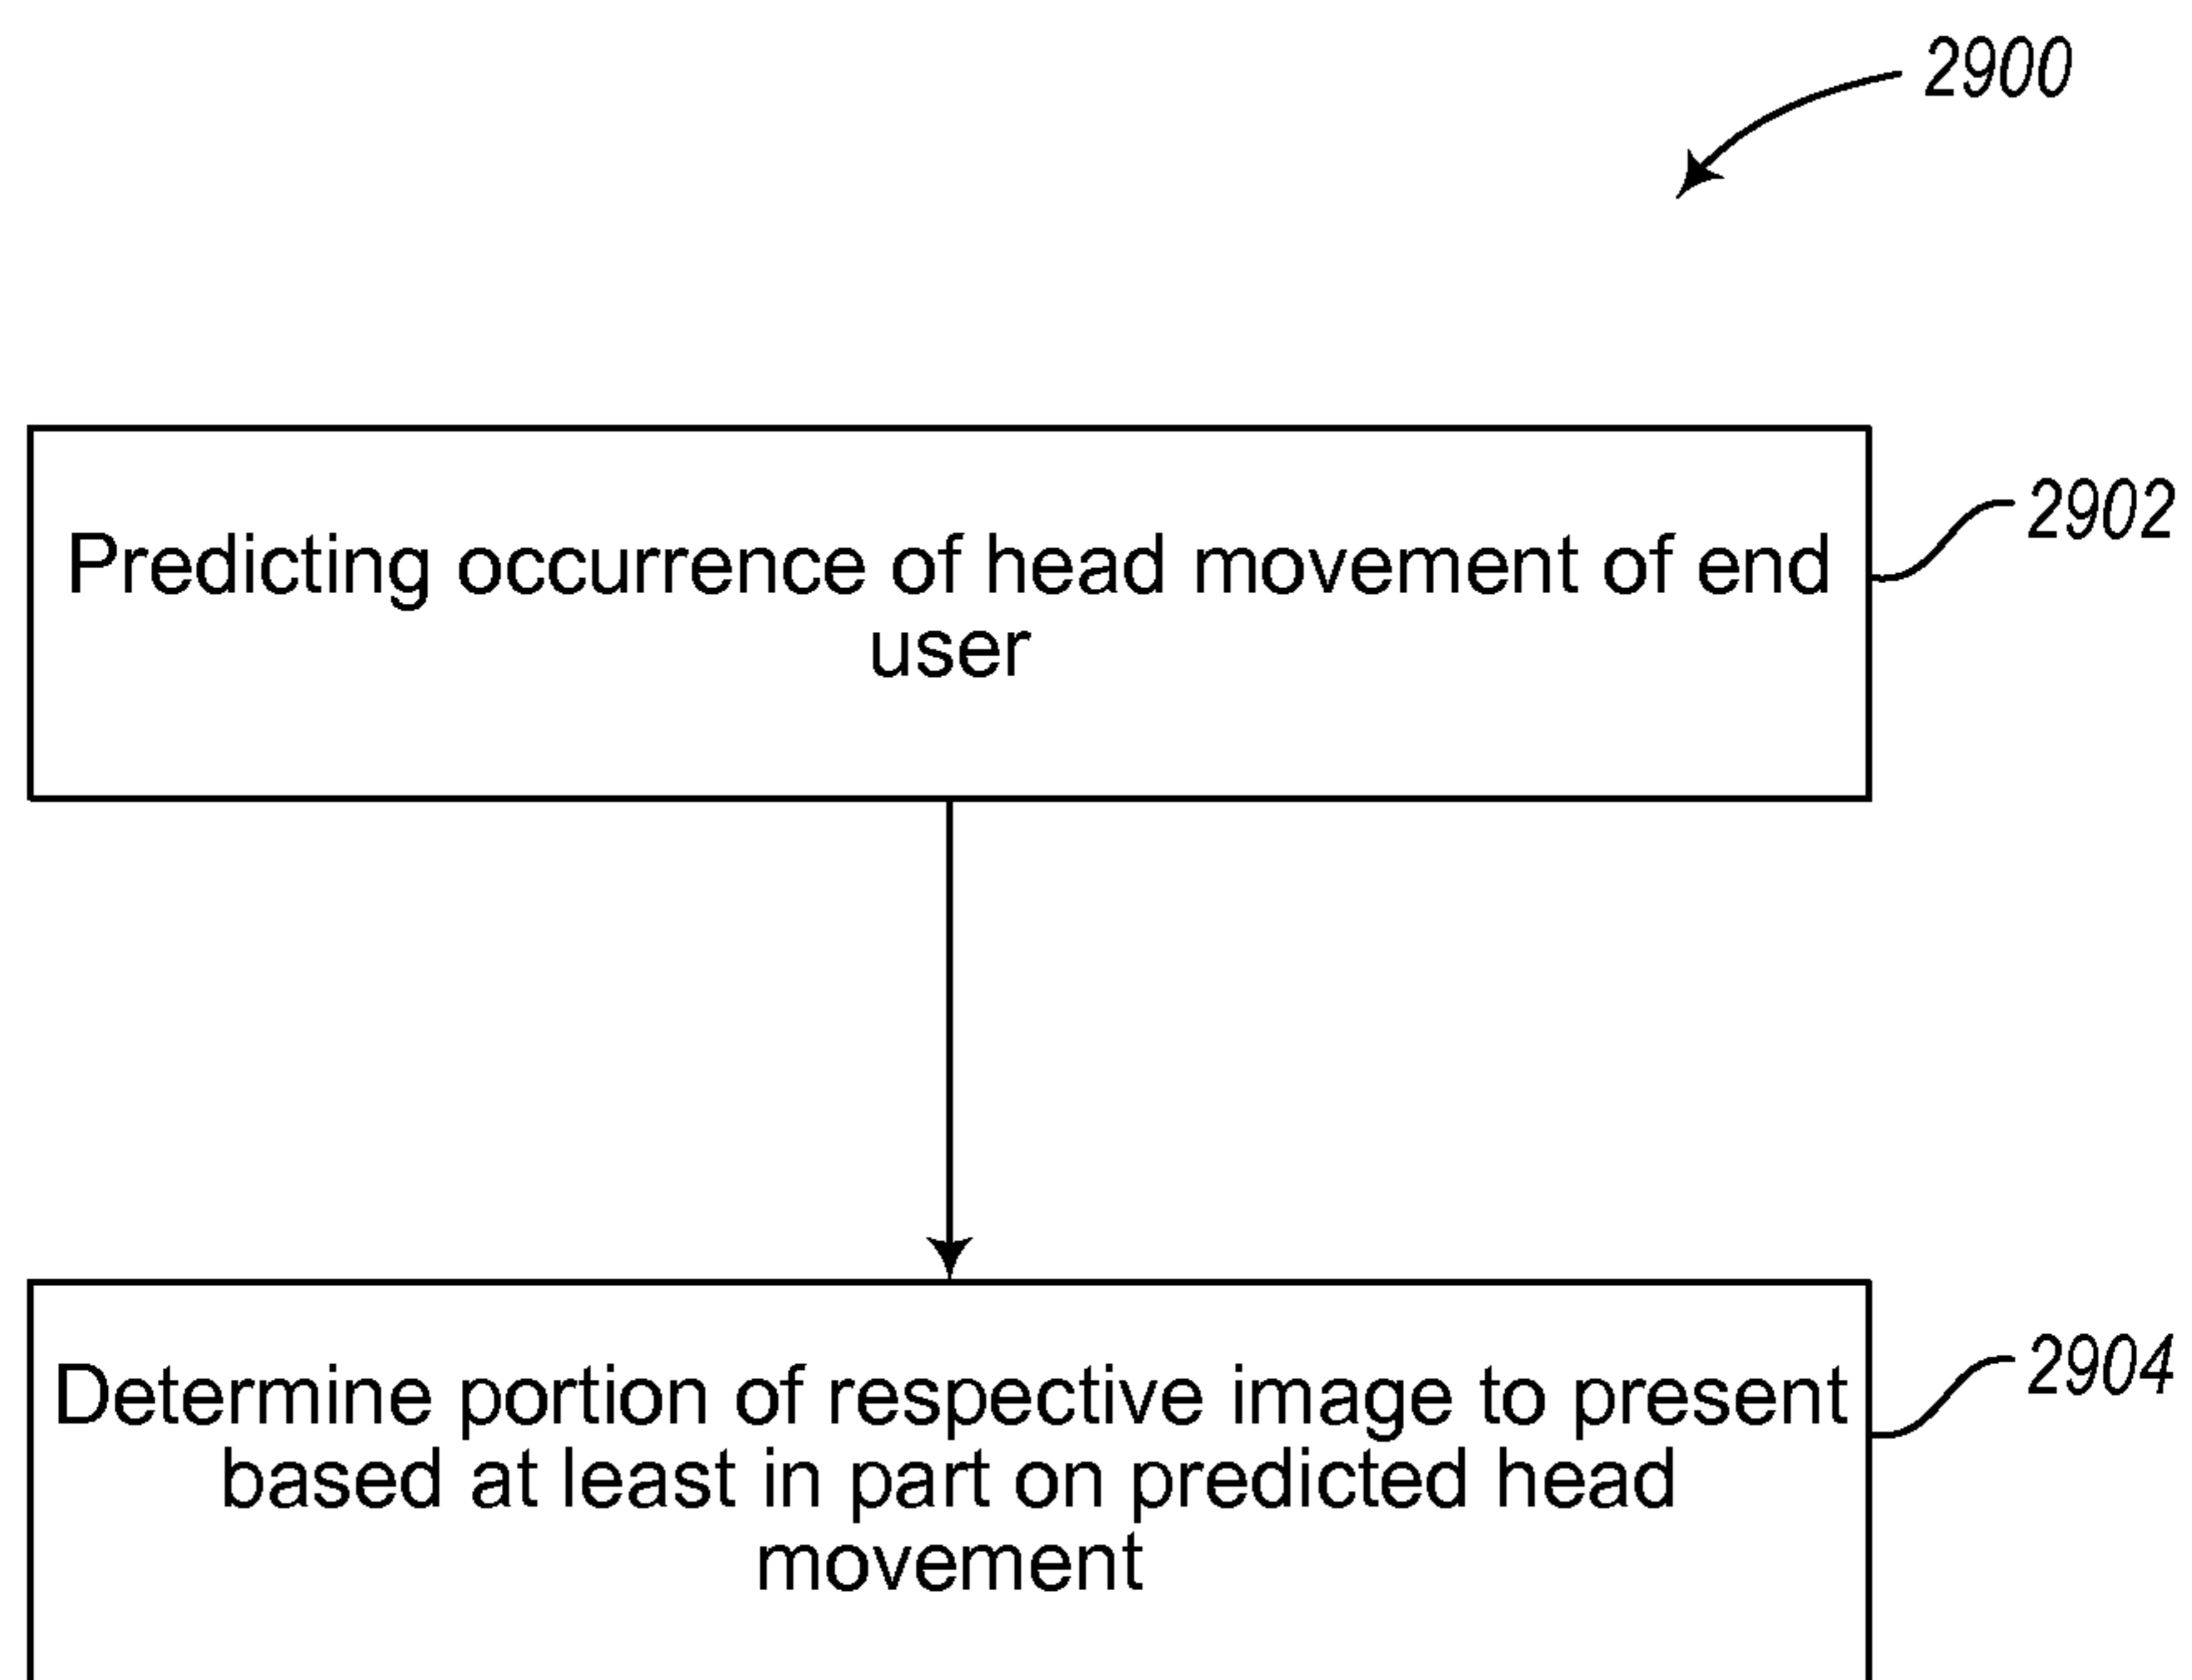 2900
Predicting occurrence of head movement of end
user
2902
Determine portion of respective image to present
based at least in part on predicted head
movement
2904